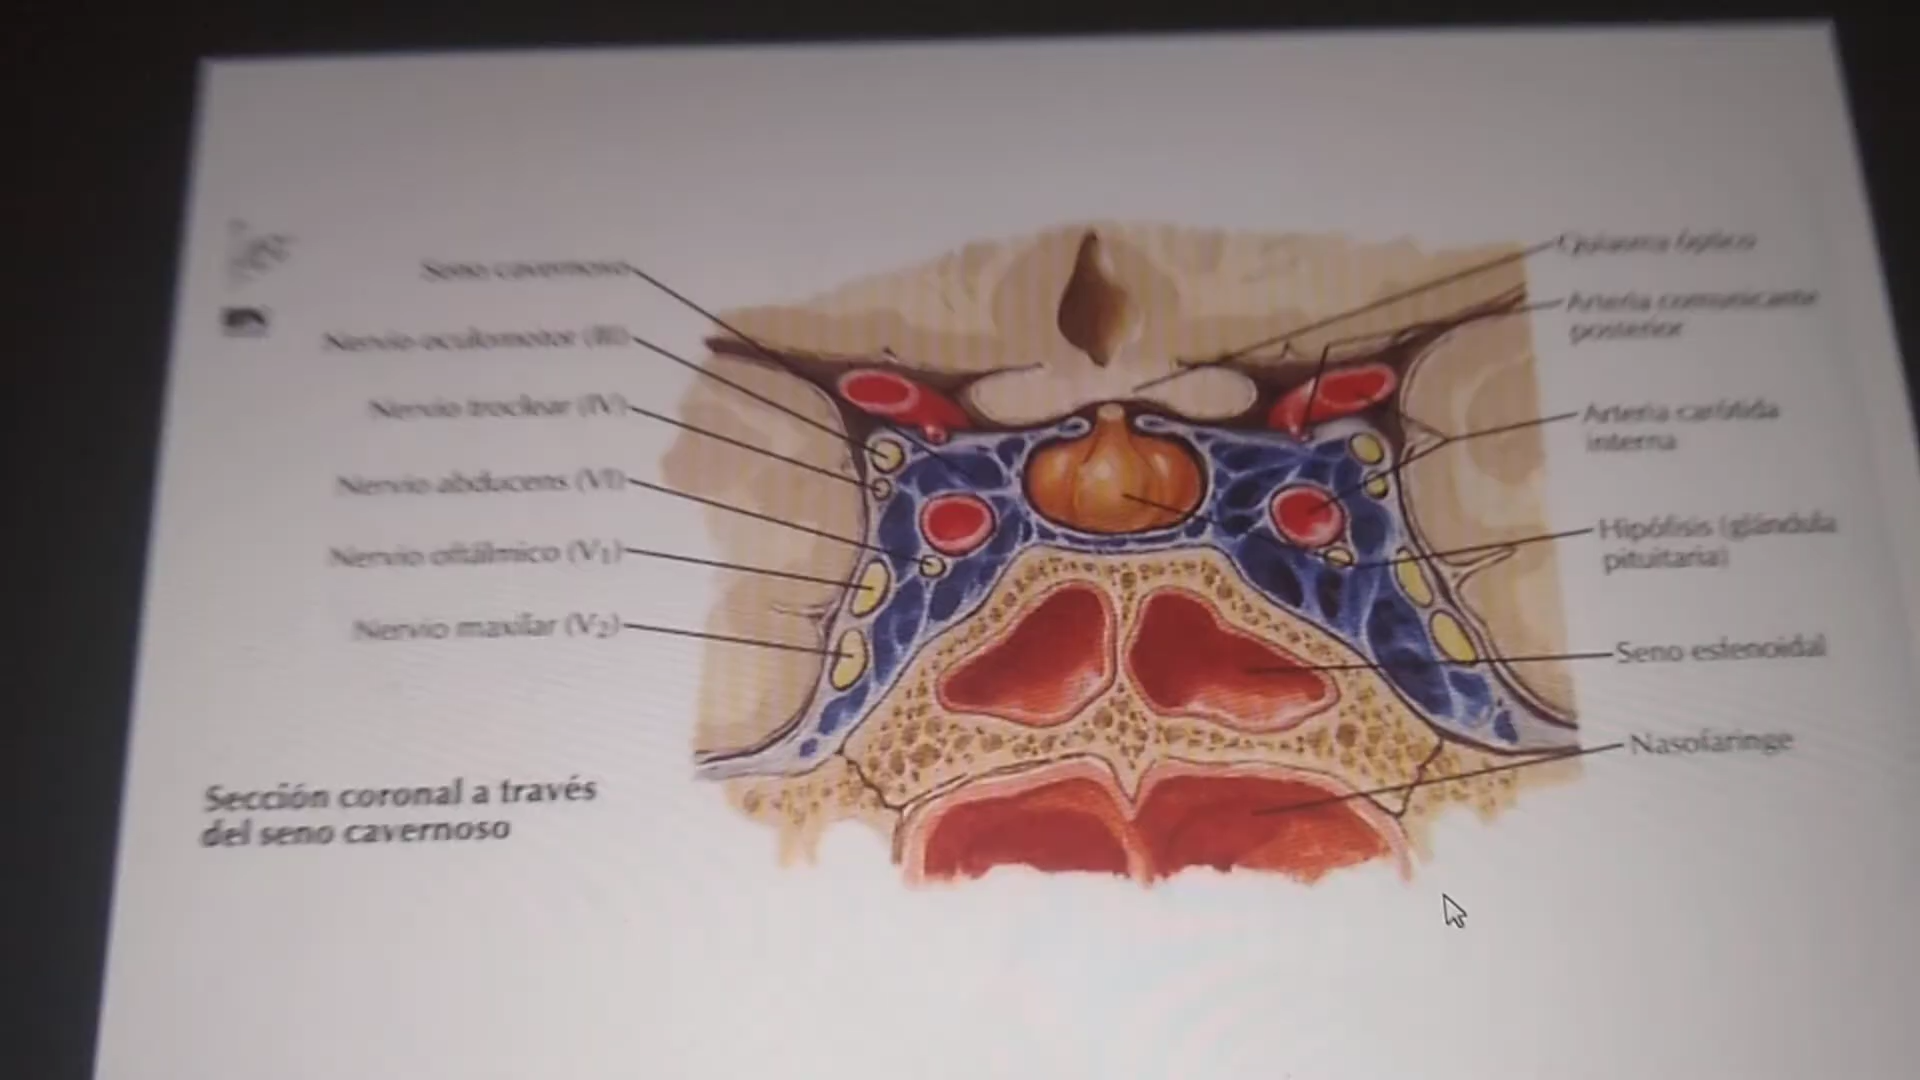 Seno cavernoso
Nervio oculomotor (III)
Nervio troclear (IV)
Nervio abducens (VI)
Nervio oftálmico (V1)
Nervio maxilar (V2)
Sección coronal a través
del seno cavernoso
Quiasma óptico
Arteria comunicante
posterior
Arteria carótida
interna
Hipófisis (glándula
pituitaria)
Seno esfenoidal
Nasofaringe